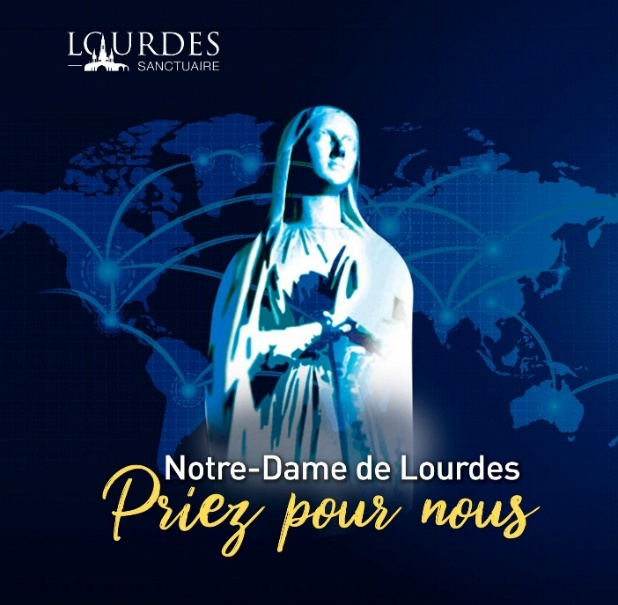 LOURDES
SANCTUAIRE
Notre-Dame de Lourdes
Priez pour nous